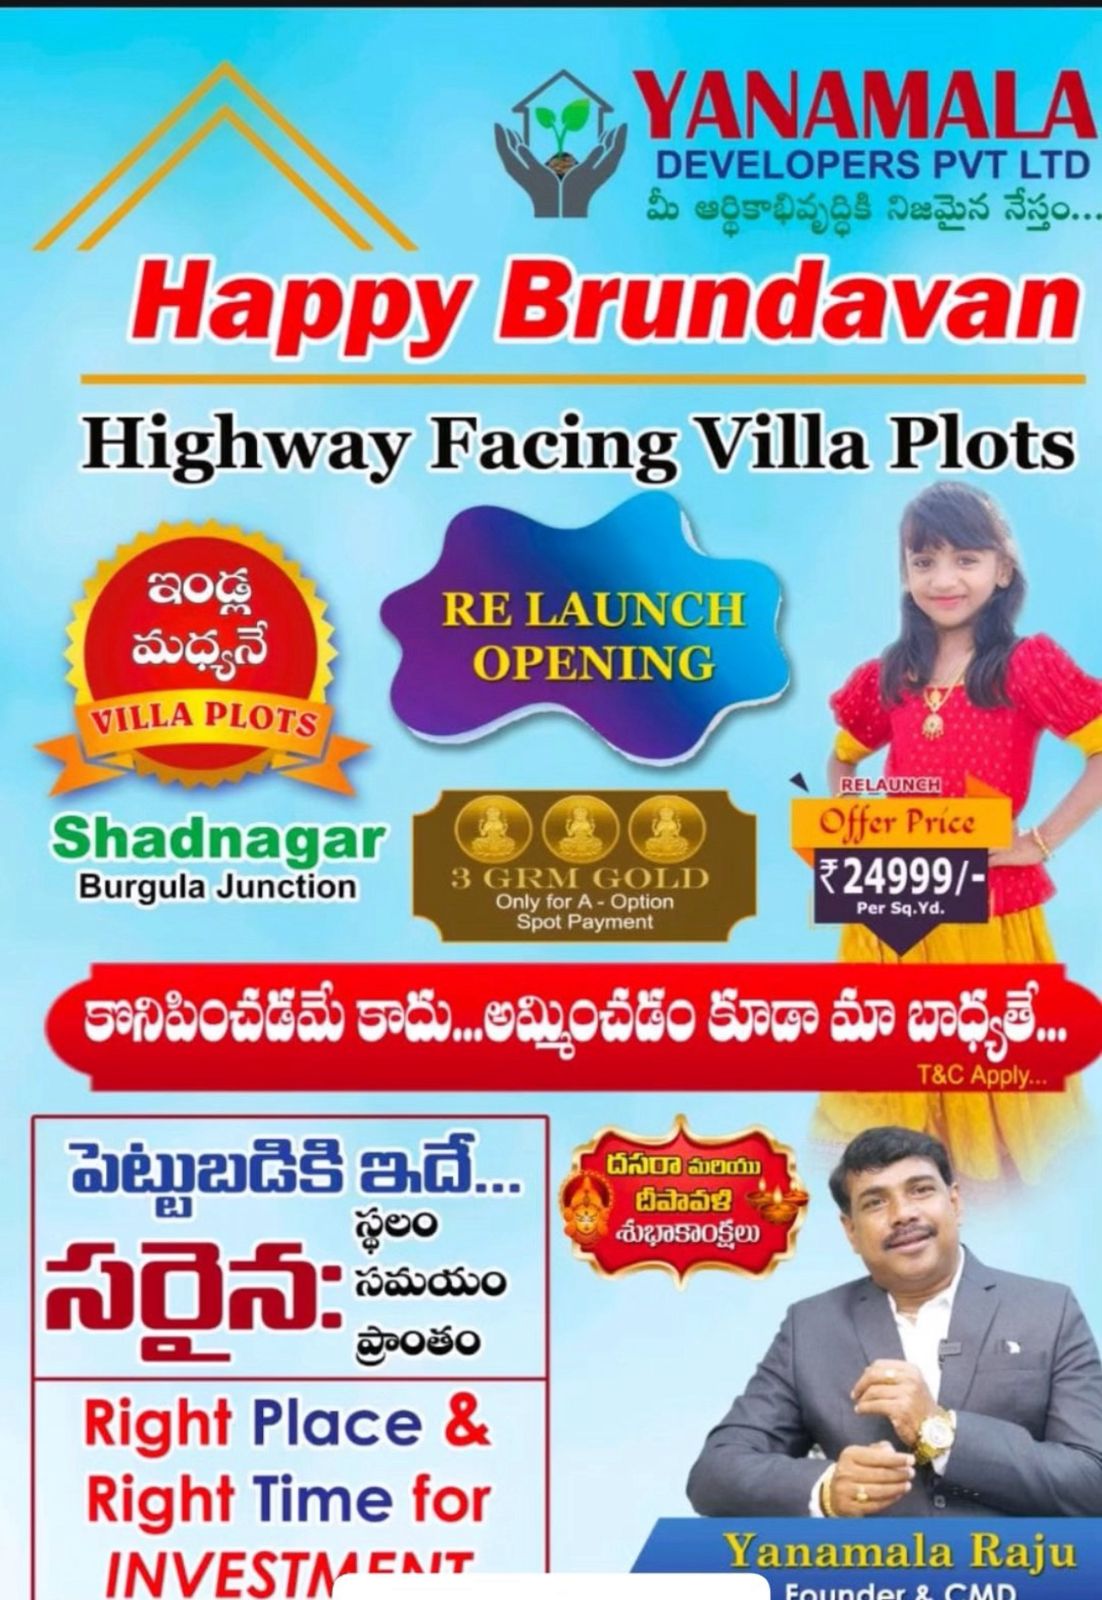 YANAMALA
DEVELOPERS PVT LTD
మీ ఆర్థికాభివృద్ధికి నిజమైన నేస్తం...
Happy Brundavan
Highway Facing Villa Plots
ఇండ్ల
మధ్యనే
VILLA PLOTS
RE LAUNCH
OPENING
Shadnagar
Burgula Junction
3 GRM GOLD
Only for A - Option
Spot Payment
RELAUNCH
Offer Price
₹24999/-
Per Sq.Yd.
కొనిపించడమే కాదు...అమ్మించడం కూడా మా బాధ్యతే...
T&C Apply...
పెట్టుబడికి ఇదే...
సరైన:
స్థలం
సమయం
ప్రాంతం
దసరా మరియు
దీపావళి
శుభాకాంక్షలు
Right Place &
Right Time for
INVESTMENT
Yanamala Raju
Founder & CMD